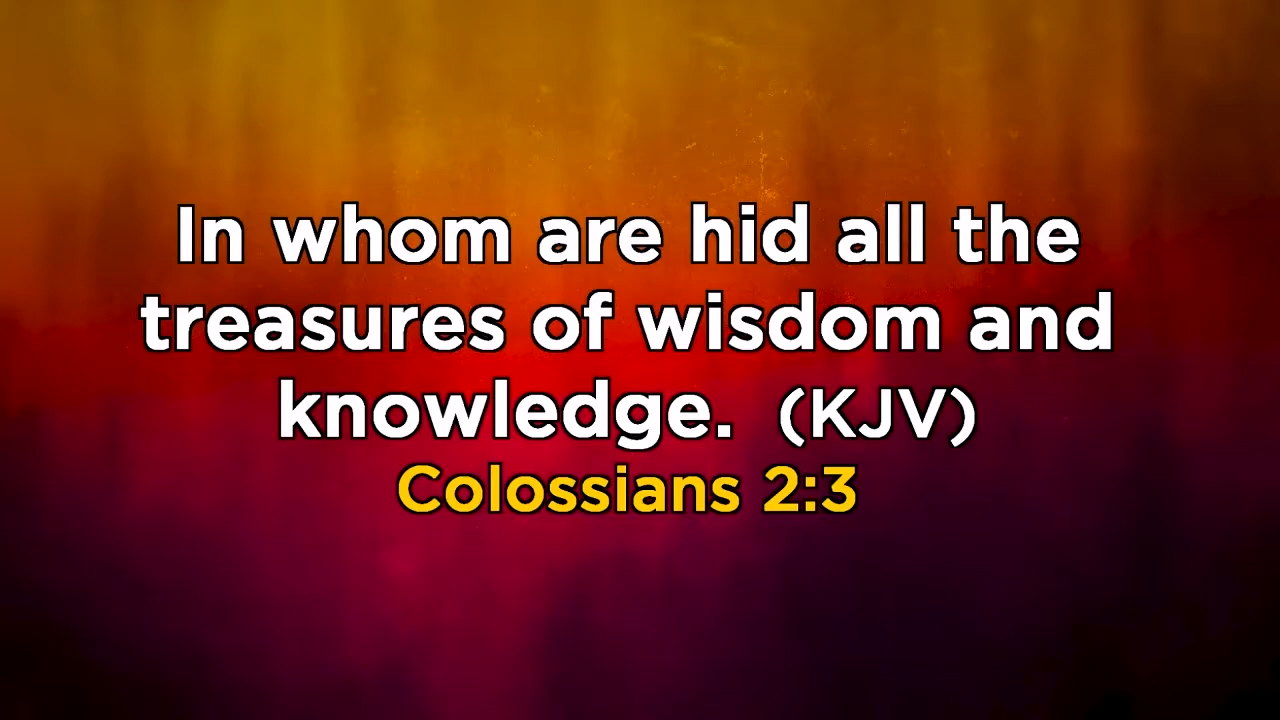 In whom are hid all the
treasures of wisdom and
knowledge. (KJV)
Colossians 2:3